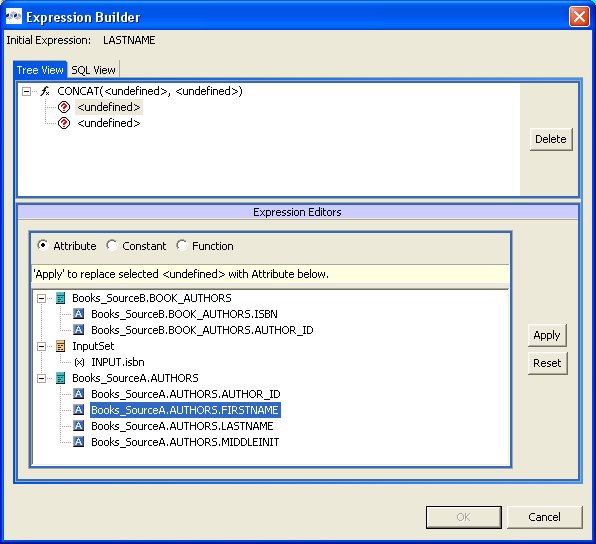 Expression Builder
Initial Expression: LASTNAME
Tree View SQL View
CONCAT(<undefined>, <undefined>)
<undefined>
<undefined>
Delete
Expression Editors
Attribute Constant Function
'Apply' to replace selected <undefined> with Attribute below.
Books_SourceB.BOOK_AUTHORS
A Books_SourceB.BOOK_AUTHORS.ISBN
A Books_SourceB.BOOK_AUTHORS.AUTHOR_ID
InputSet
(x) INPUT.isbn
Books_SourceA.AUTHORS
A Books_SourceA.AUTHORS.AUTHOR_ID
A Books_SourceA.AUTHORS.FIRSTNAME
A Books_SourceA.AUTHORS.LASTNAME
A Books_SourceA.AUTHORS.MIDDLEINIT
Apply
Reset
OK Cancel